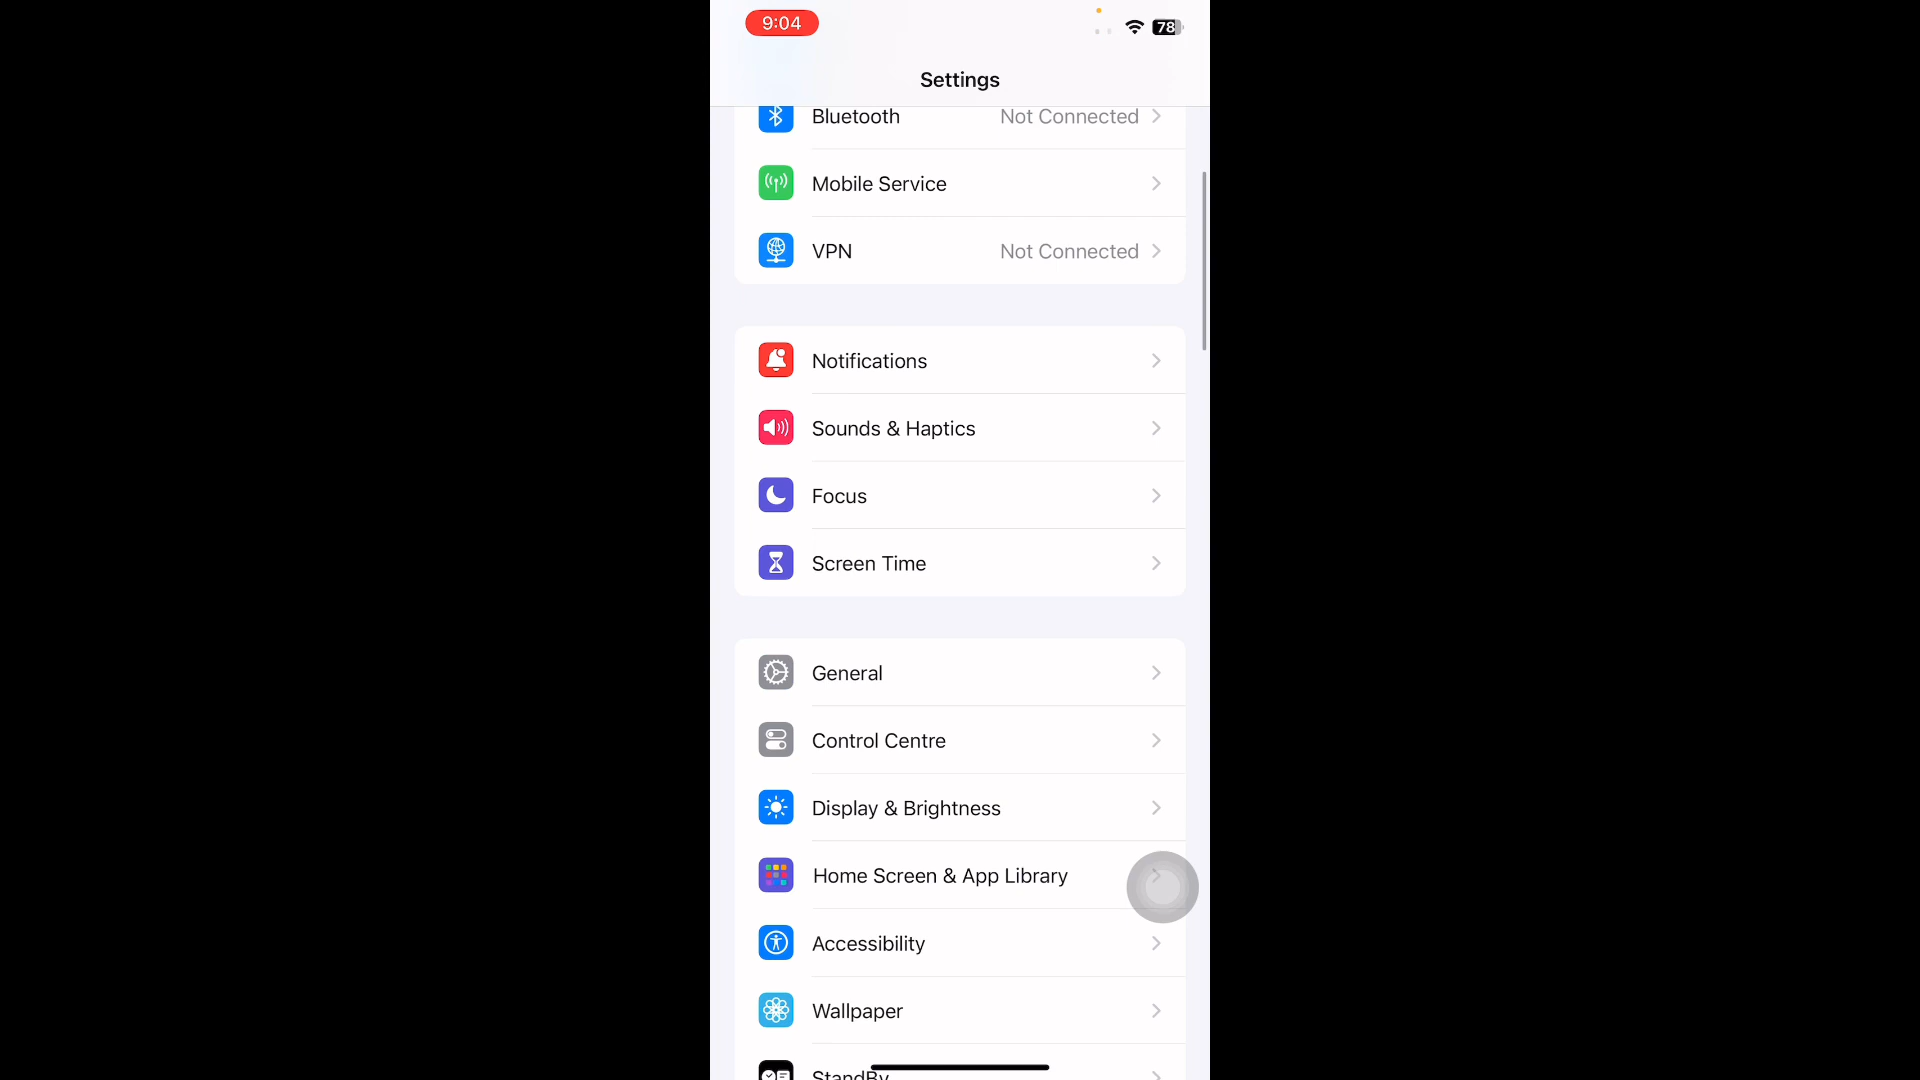 9:04
78
Settings
Bluetooth Not Connected
Mobile Service
VPN Not Connected
Notifications
Sounds & Haptics
Focus
Screen Time
General
Control Centre
Display & Brightness
Home Screen & App Library
Accessibility
Wallpaper
StandBy